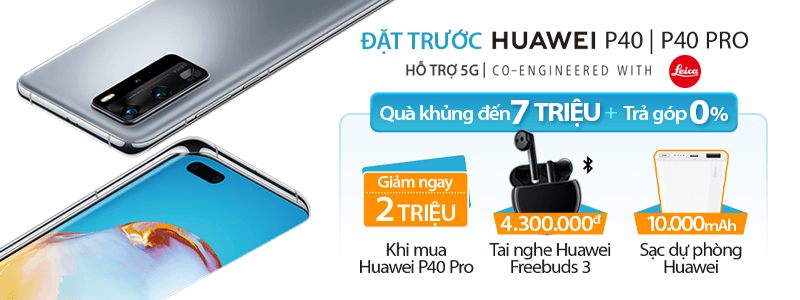 ĐẶT TRƯỚC HUAWEI P40 | P40 PRO
HỖ TRỢ 5G | CO-ENGINEERED WITH Leica
Quà khủng đến 7 TRIỆU + Trả góp 0%
Giảm ngay
2 TRIỆU
Khi mua
Huawei P40 Pro
4.300.000đ
Tai nghe Huawei
Freebuds 3
10.000mAh
Sạc dự phòng
Huawei